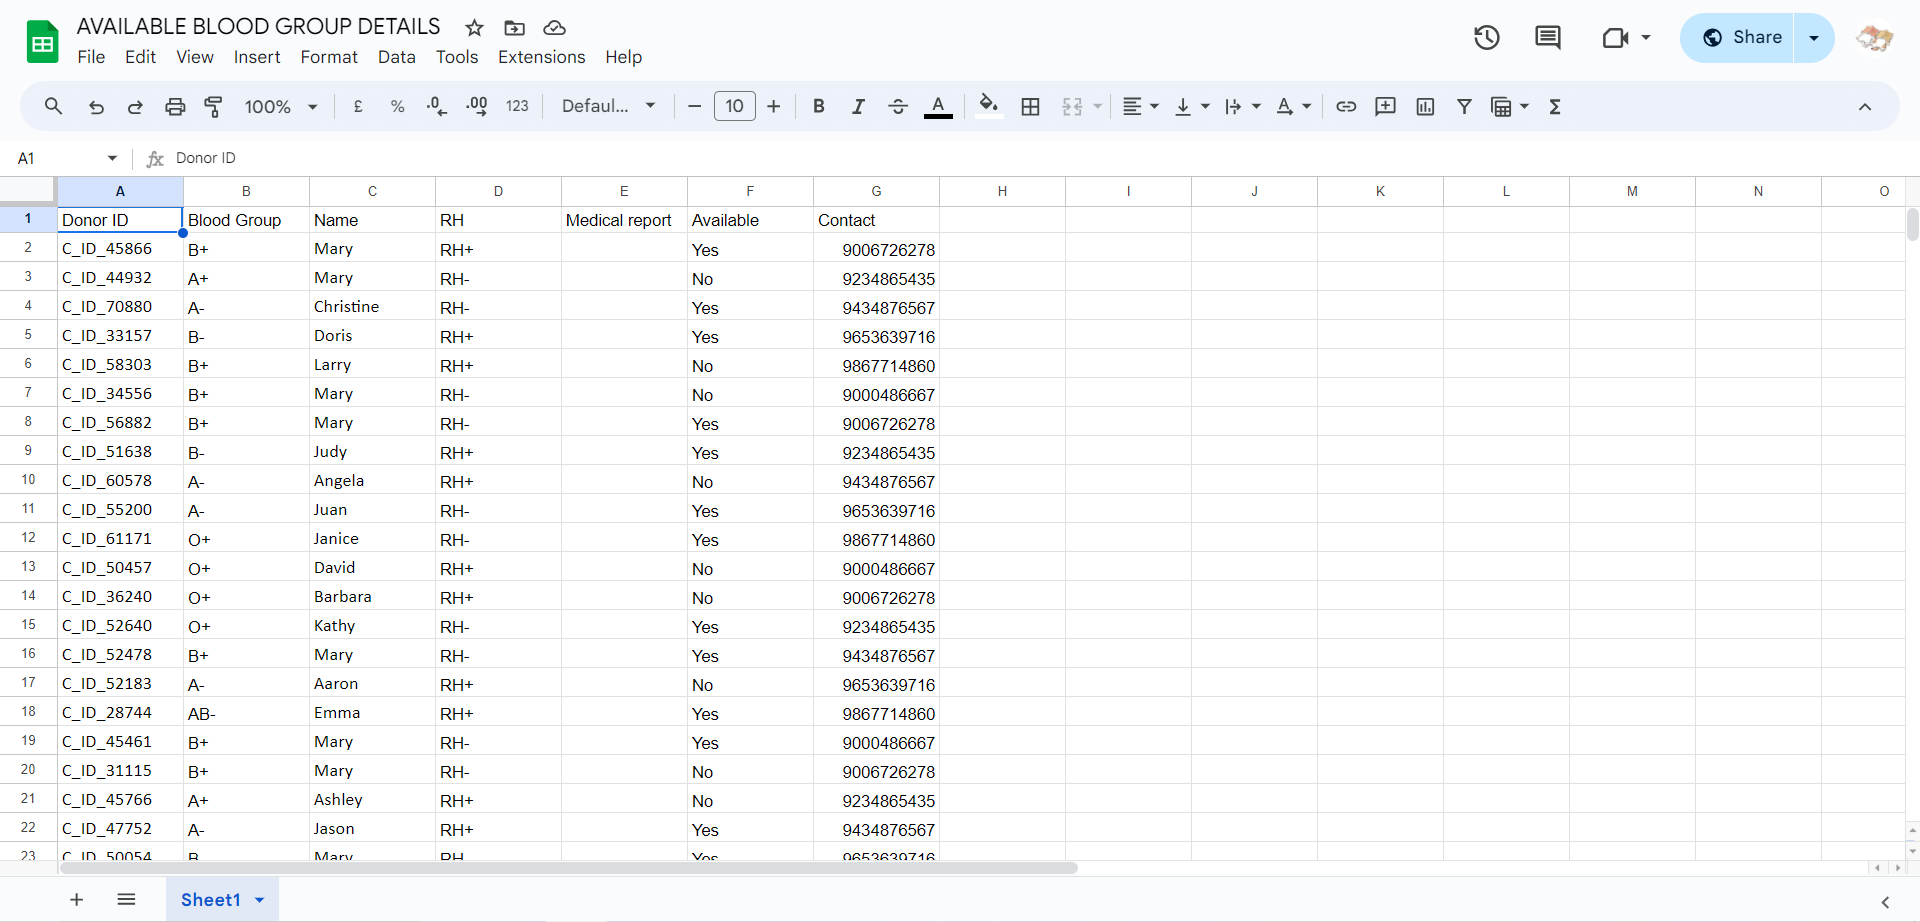 AVAILABLE BLOOD GROUP DETAILS
File Edit View Insert Format Data Tools Extensions Help
Share
100% £ % .0 .00 123 Defaul... 10 B I A A Σ
A1 fx Donor ID
A B C D E F G H I J K L M N O
1 Donor ID Blood Group Name RH Medical report Available Contact
2 C_ID_45866 B+ Mary RH+ Yes 9006726278
3 C_ID_44932 A+ Mary RH- No 9234865435
4 C_ID_70880 A- Christine RH- Yes 9434876567
5 C_ID_33157 B- Doris RH+ Yes 9653639716
6 C_ID_58303 B+ Larry RH+ No 9867714860
7 C_ID_34556 B+ Mary RH- No 9000486667
8 C_ID_56882 B+ Mary RH- Yes 9006726278
9 C_ID_51638 B- Judy RH+ Yes 9234865435
10 C_ID_60578 A- Angela RH+ No 9434876567
11 C_ID_55200 A- Juan RH- Yes 9653639716
12 C_ID_61171 O+ Janice RH- Yes 9867714860
13 C_ID_50457 O+ David RH+ No 9000486667
14 C_ID_36240 O+ Barbara RH+ No 9006726278
15 C_ID_52640 O+ Kathy RH- Yes 9234865435
16 C_ID_52478 B+ Mary RH- Yes 9434876567
17 C_ID_52183 A- Aaron RH+ No 9653639716
18 C_ID_28744 AB- Emma RH+ Yes 9867714860
19 C_ID_45461 B+ Mary RH- Yes 9000486667
20 C_ID_31115 B+ Mary RH- No 9006726278
21 C_ID_45766 A+ Ashley RH+ No 9234865435
22 C_ID_47752 A- Jason RH+ Yes 9434876567
23 C_ID_50054 Mary RH Yes 9653639716
Sheet1